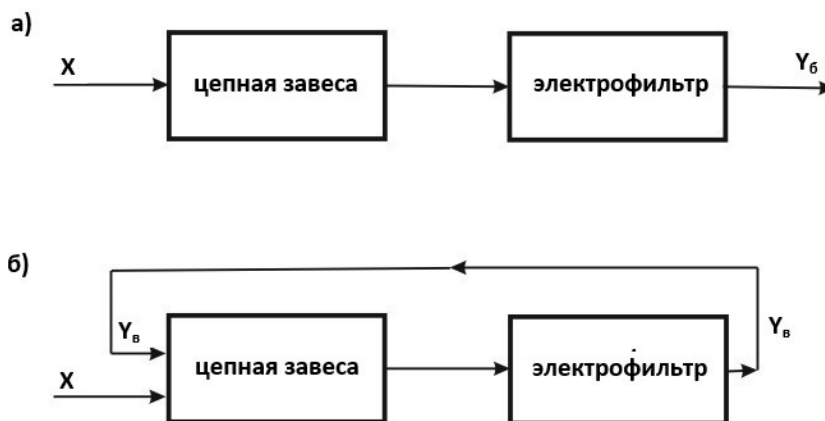 а)
X
цепная завеса
электрофильтр
Yб
б)
Yв
X
цепная завеса
электрофильтр
Yв